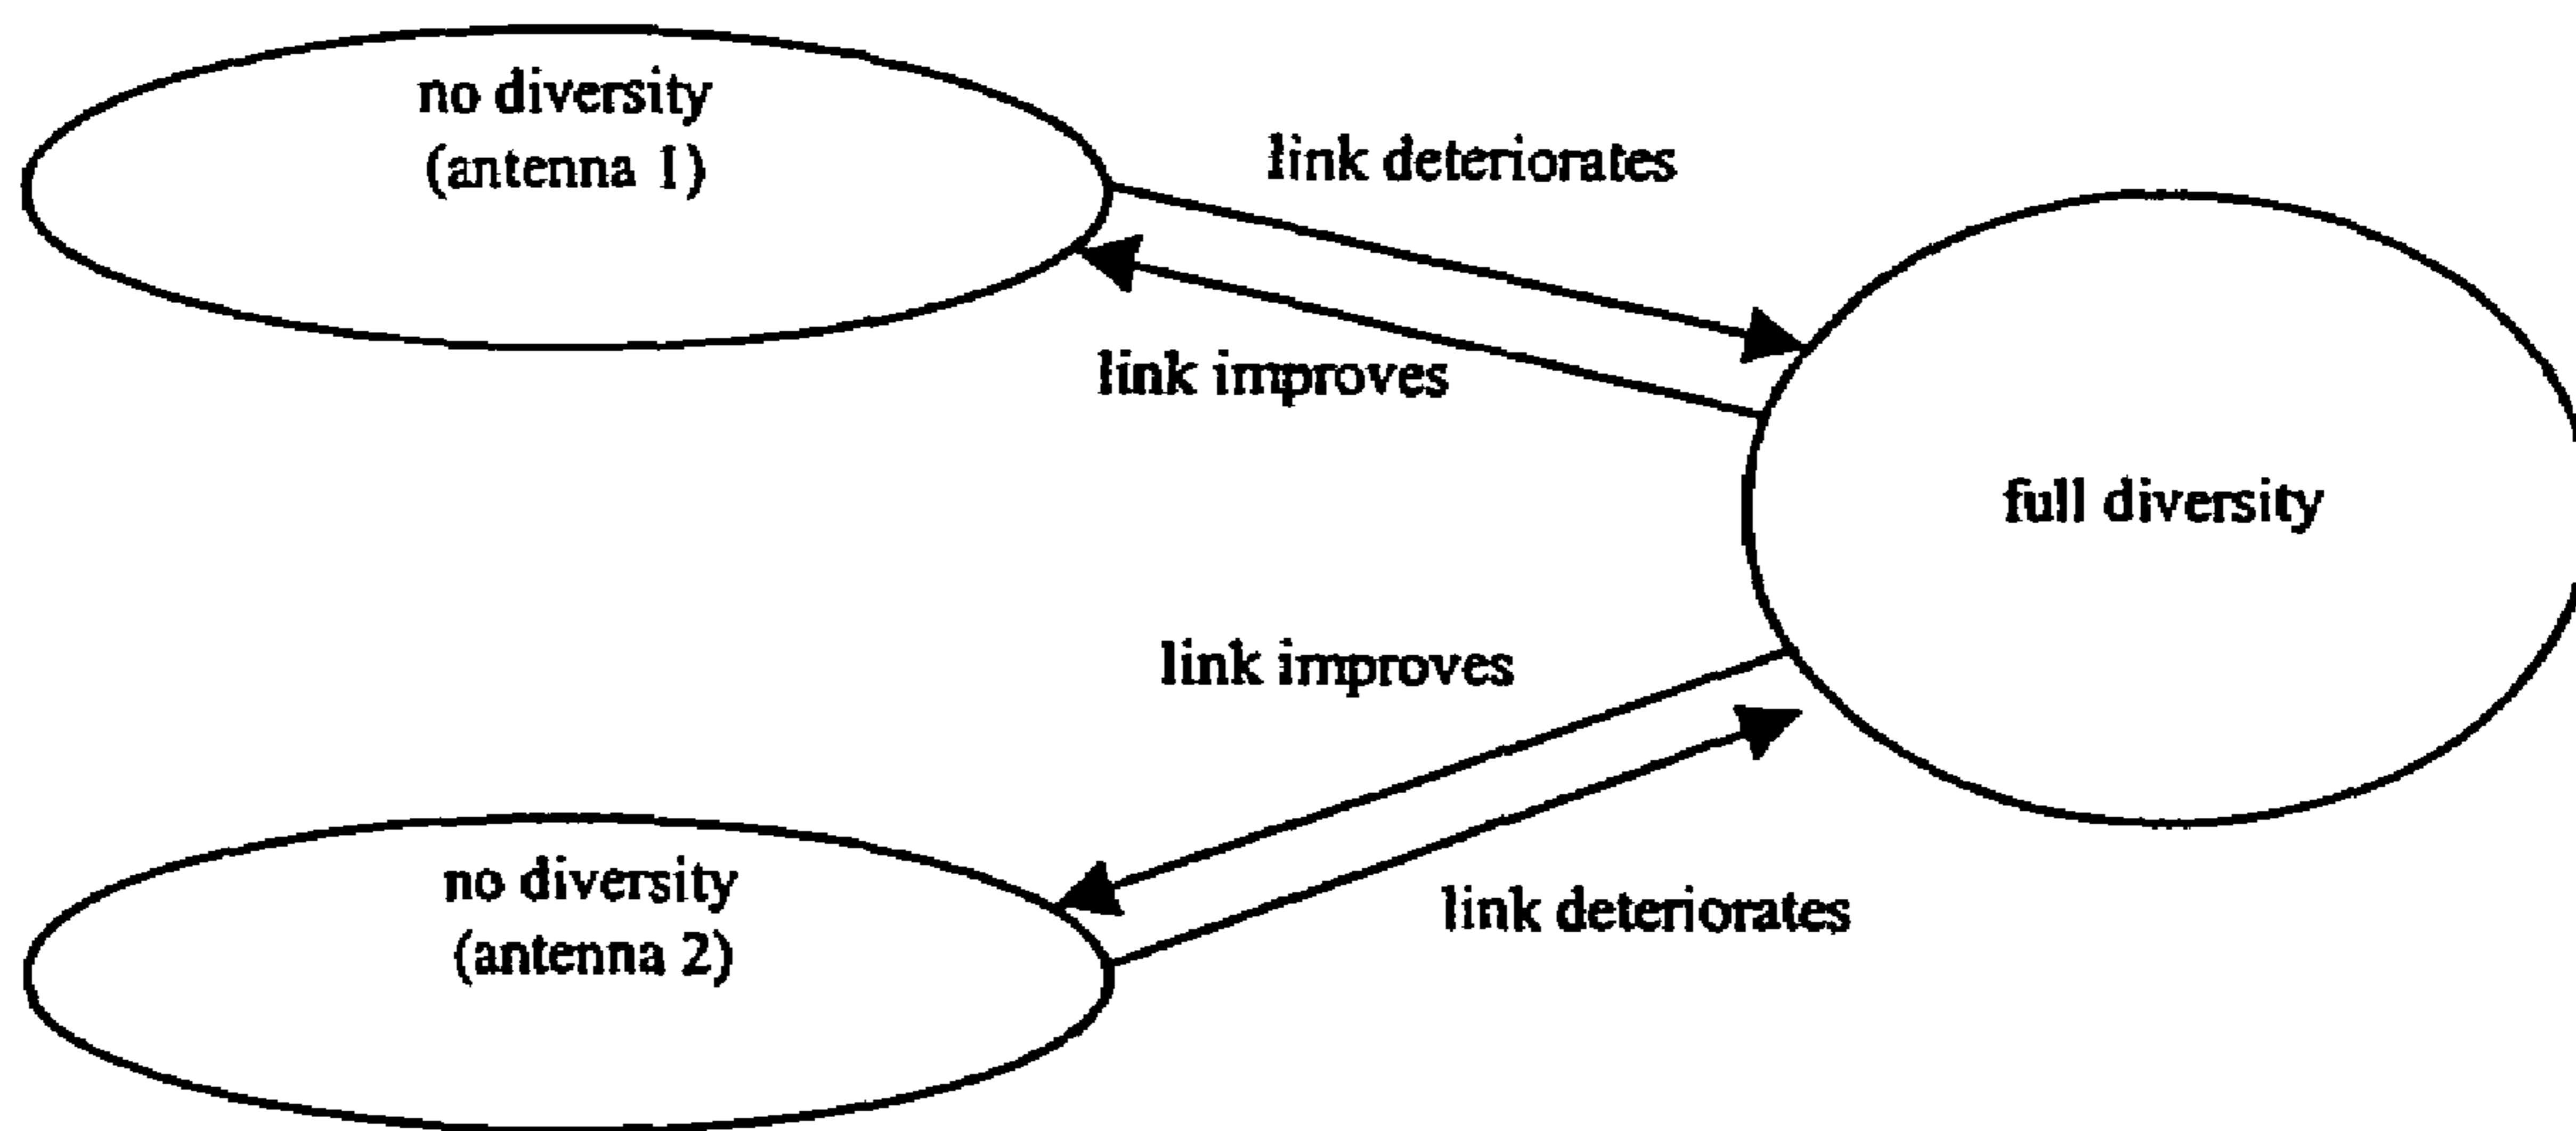 no diversity
(antenna 1)
link deteriorates
link improves
full diversity
link improves
no diversity
(antenna 2)
link deteriorates